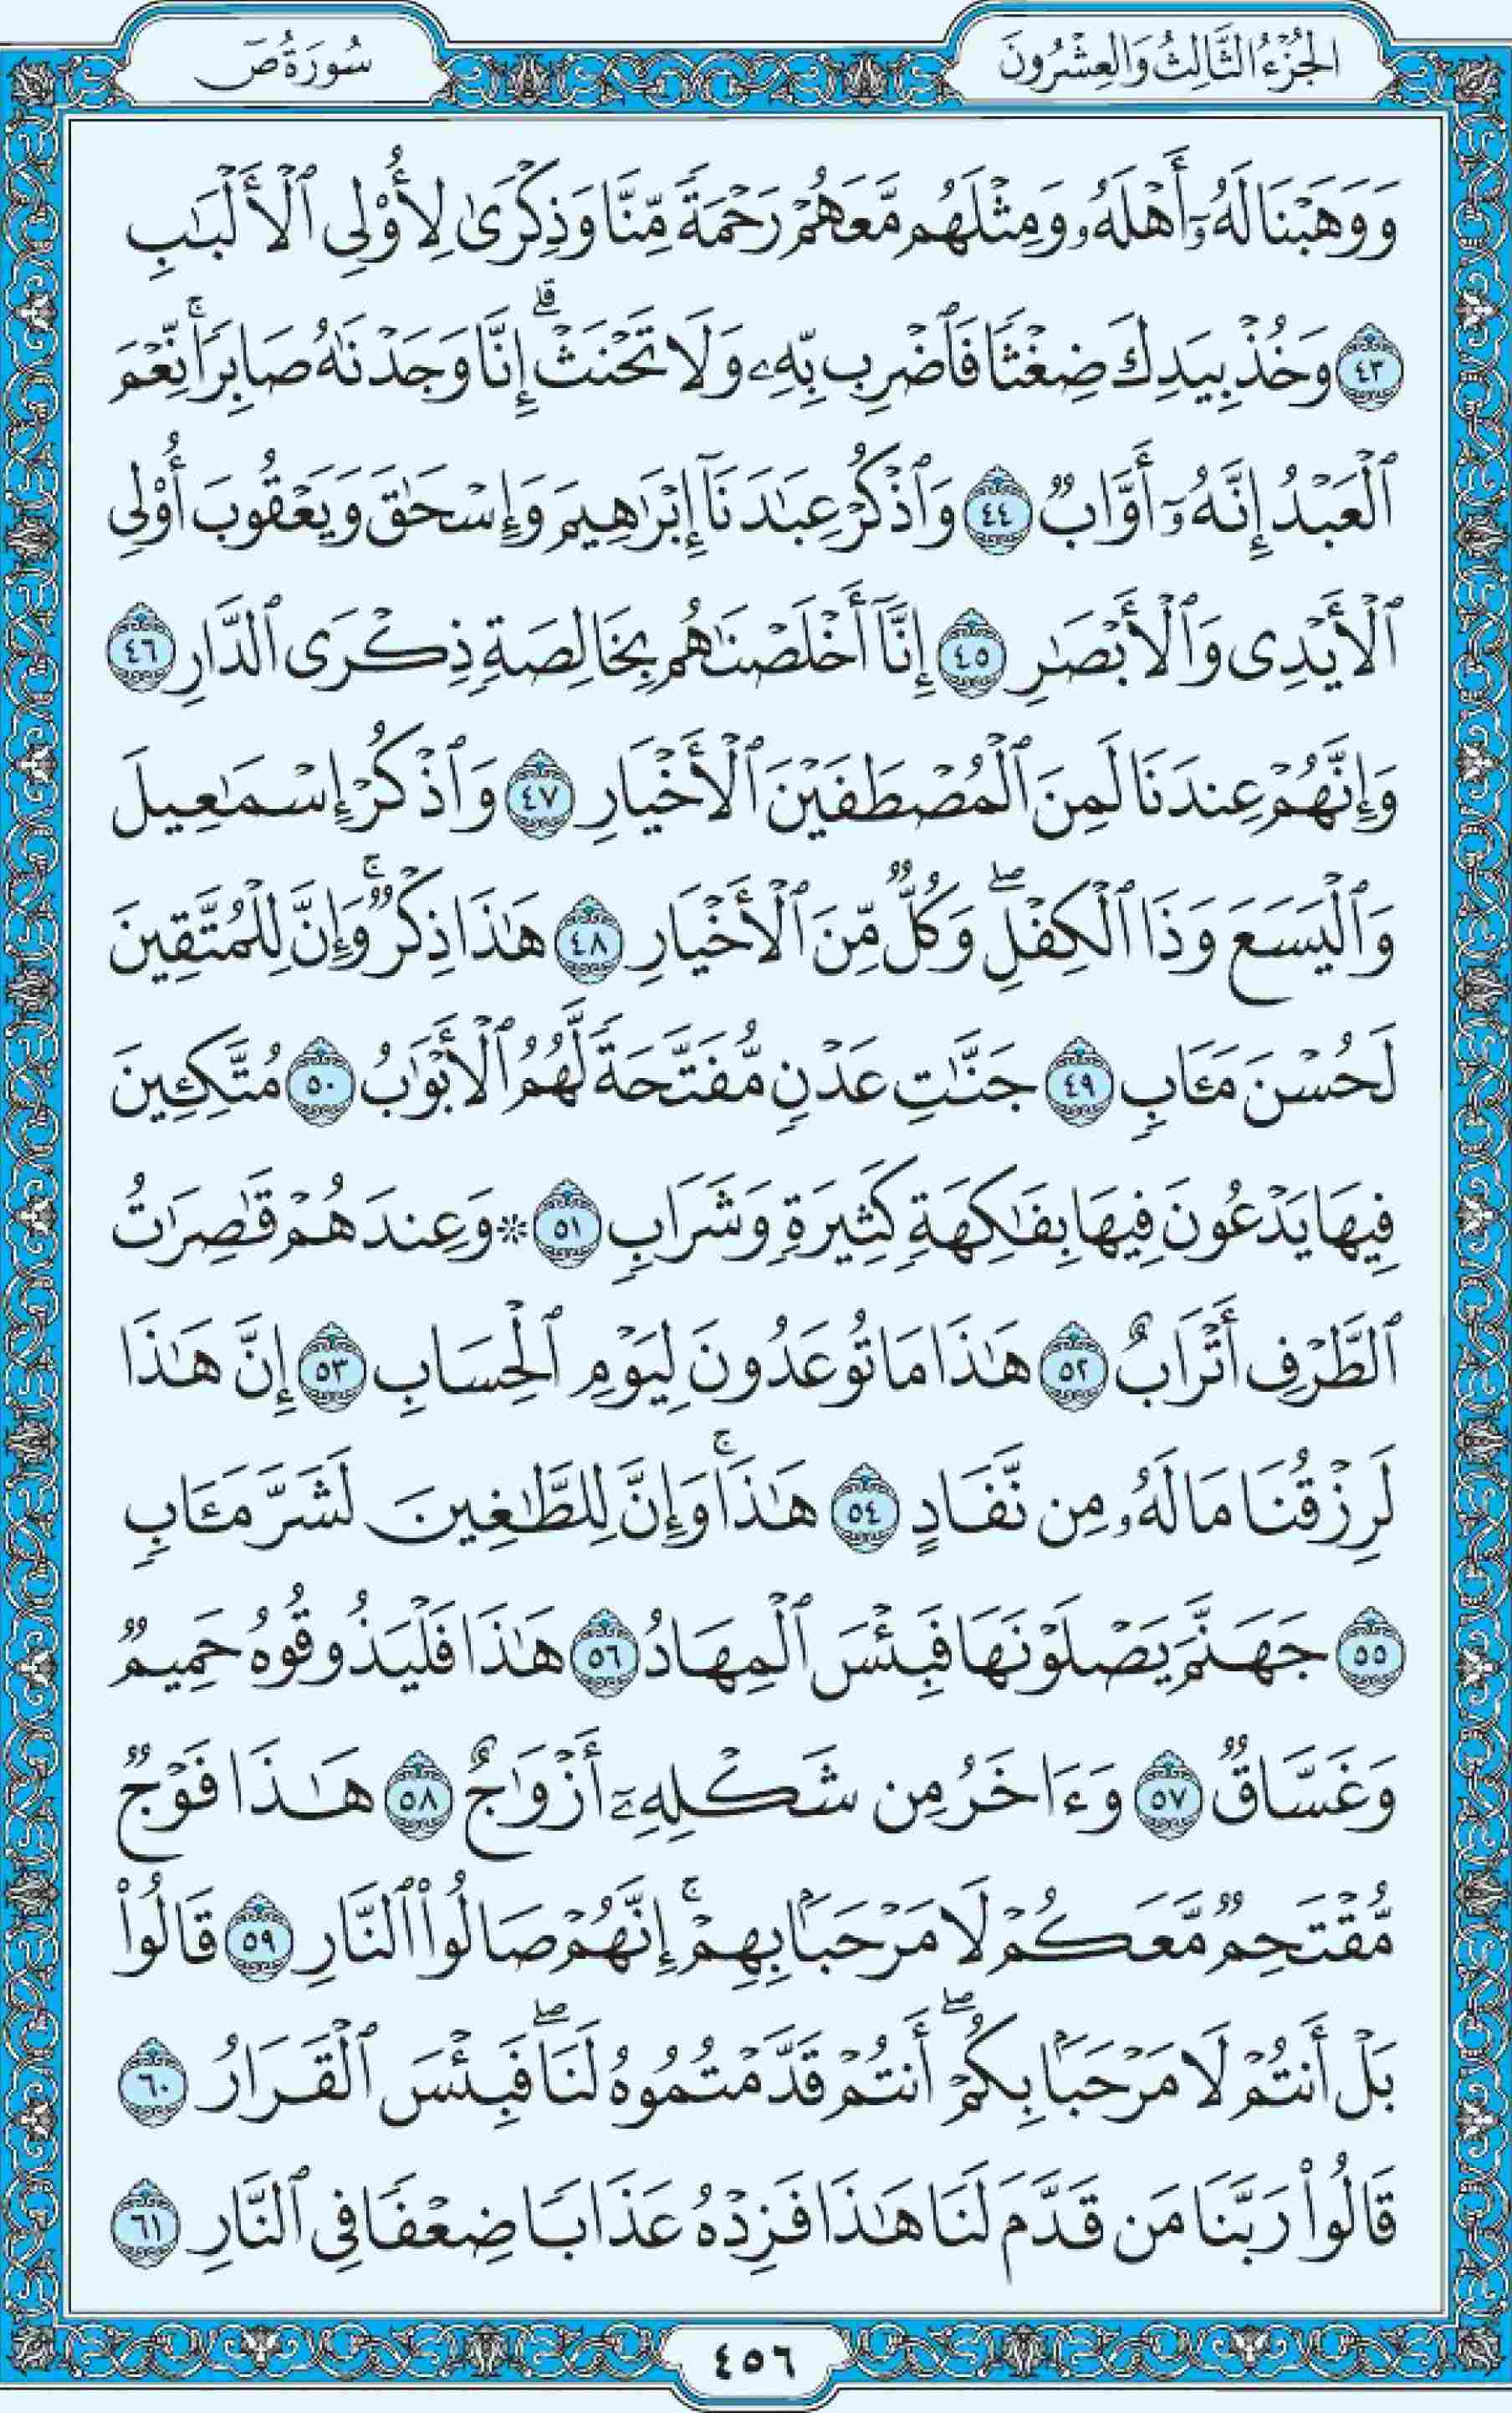 الجُزْءُ الثَّالِثُ وَالعِشْرُونَ
سُورَةُ صٓ
وَوَهَبْنَا لَهُۥٓ أَهْلَهُۥ وَمِثْلَهُم مَّعَهُمْ رَحْمَةً مِّنَّا وَذِكْرَىٰ لِأُو۟لِى ٱلْأَلْبَٰبِ
٤٣ وَخُذْ بِيَدِكَ ضِغْثًا فَٱضْرِب بِّهِۦ وَلَا تَحْنَثْ ۗ إِنَّا وَجَدْنَٰهُ صَابِرًا ۚ نِّعْمَ
ٱلْعَبْدُ إِنَّهُۥٓ أَوَّابٌ ٤٤ وَٱذْكُرْ عِبَٰدَنَآ إِبْرَٰهِيمَ وَإِسْحَٰقَ وَيَعْقُوبَ أُو۟لِى
ٱلْأَيْدِى وَٱلْأَبْصَٰرِ ٤٥ إِنَّآ أَخْلَصْنَٰهُم بِخَالِصَةٍ ذِكْرَى ٱلدَّارِ ٤٦
وَإِنَّهُمْ عِندَنَا لَمِنَ ٱلْمُصْطَفَيْنَ ٱلْأَخْيَارِ ٤٧ وَٱذْكُرْ إِسْمَٰعِيلَ
وَٱلْيَسَعَ وَذَا ٱلْكِفْلِ ۖ وَكُلٌّ مِّنَ ٱلْأَخْيَارِ ٤٨ هَٰذَا ذِكْرٌ ۚ وَإِنَّ لِلْمُتَّقِينَ
لَحُسْنَ مَـَٔابٍ ٤٩ جَنَّٰتِ عَدْنٍ مُّفَتَّحَةً لَّهُمُ ٱلْأَبْوَٰبُ ٥٠ مُتَّكِـِٔينَ
فِيهَا يَدْعُونَ فِيهَا بِفَٰكِهَةٍ كَثِيرَةٍ وَشَرَابٍ ٥١ ۞ وَعِندَهُمْ قَٰصِرَٰتُ
ٱلطَّرْفِ أَتْرَابٌ ٥٢ هَٰذَا مَا تُوعَدُونَ لِيَوْمِ ٱلْحِسَابِ ٥٣ إِنَّ هَٰذَا
لَرِزْقُنَا مَا لَهُۥ مِن نَّفَادٍ ٥٤ هَٰذَا ۚ وَإِنَّ لِلطَّٰغِينَ لَشَرَّ مَـَٔابٍ
٥٥ جَهَنَّمَ يَصْلَوْنَهَا فَبِئْسَ ٱلْمِهَادُ ٥٦ هَٰذَا فَلْيَذُوقُوهُ حَمِيمٌ
وَغَسَّاقٌ ٥٧ وَءَاخَرُ مِن شَكْلِهِۦٓ أَزْوَٰجٌ ٥٨ هَٰذَا فَوْجٌ
مُّقْتَحِمٌ مَّعَكُمْ لَا مَرْحَبًۢا بِهِمْ ۚ إِنَّهُمْ صَالُوا۟ ٱلنَّارِ ٥٩ قَالُوا۟
بَلْ أَنتُمْ لَا مَرْحَبًۢا بِكُمْ ۖ أَنتُمْ قَدَّمْتُمُوهُ لَنَا ۖ فَبِئْسَ ٱلْقَرَارُ ٦٠
قَالُوا۟ رَبَّنَا مَن قَدَّمَ لَنَا هَٰذَا فَزِدْهُ عَذَابًا ضِعْفًا فِى ٱلنَّارِ ٦١
٤٥٦